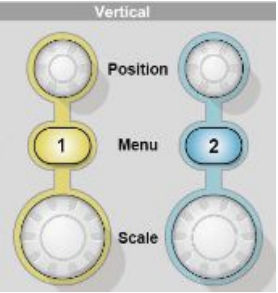 Vertical
Position
1 Menu 2
Scale